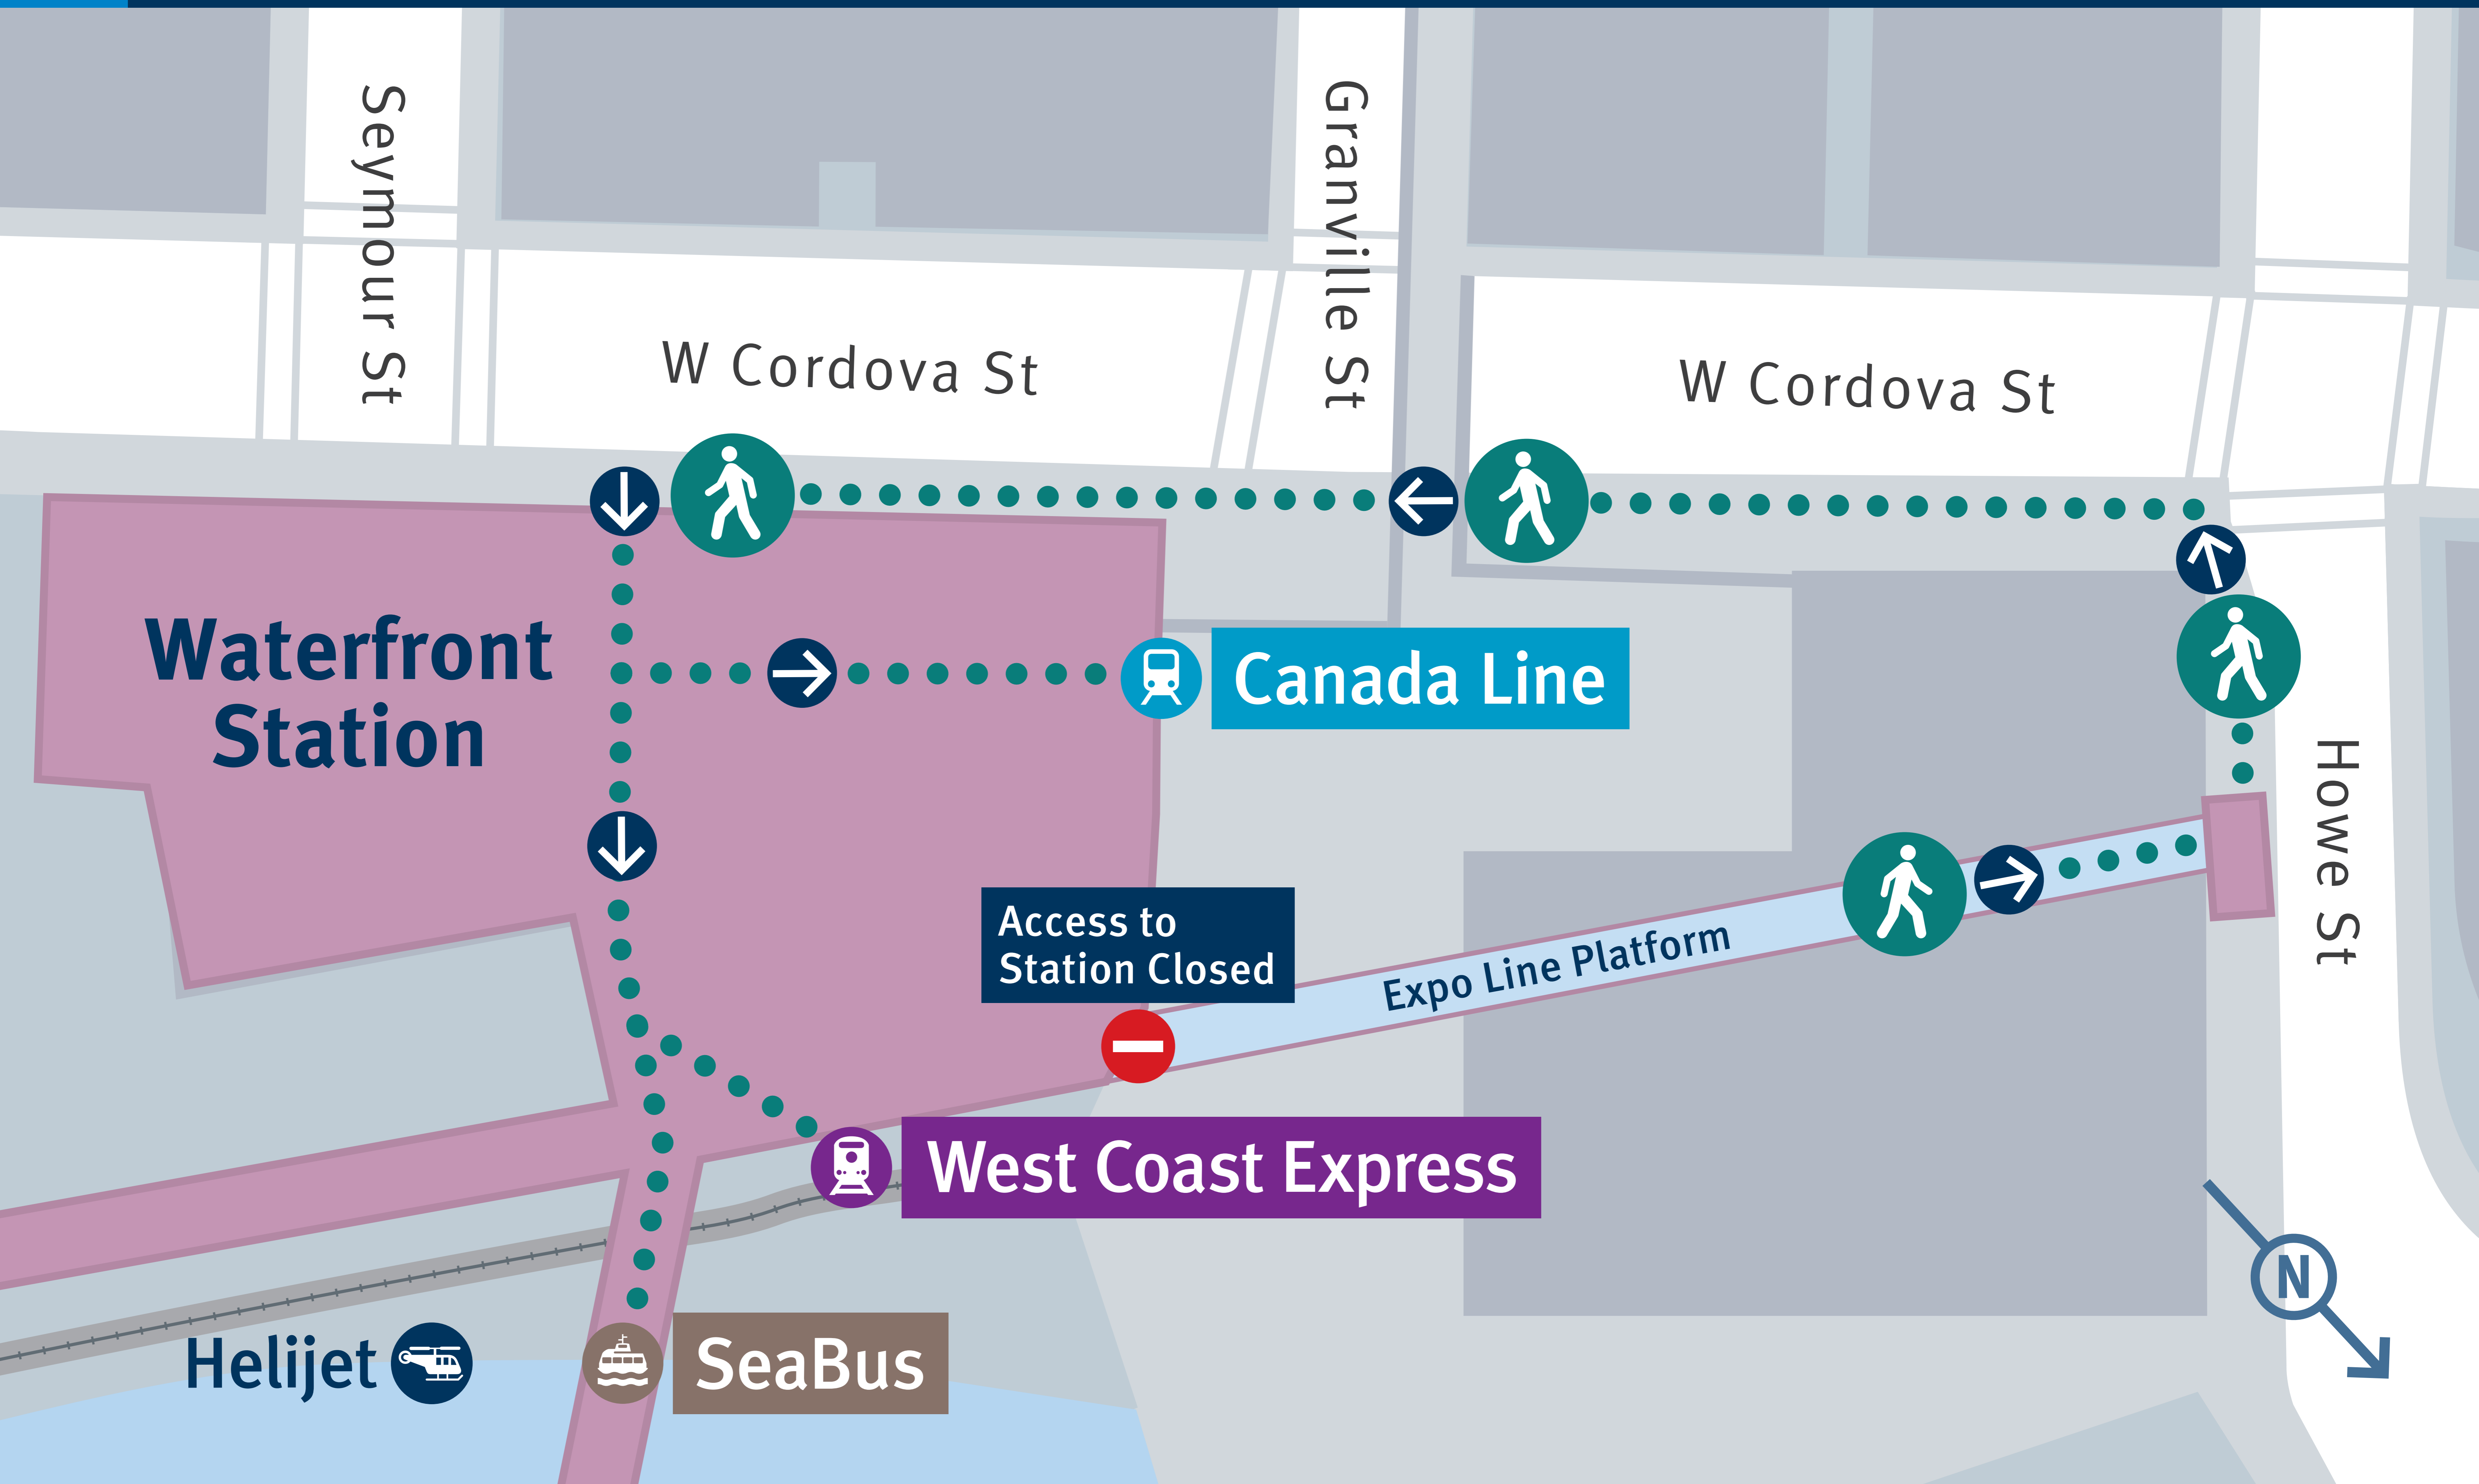 Seymour St
Granville St
W Cordova St
W Cordova St
Waterfront
Station
Canada Line
Howe St
Access to
Station Closed
Expo Line Platform
West Coast Express
N
Helijet
SeaBus